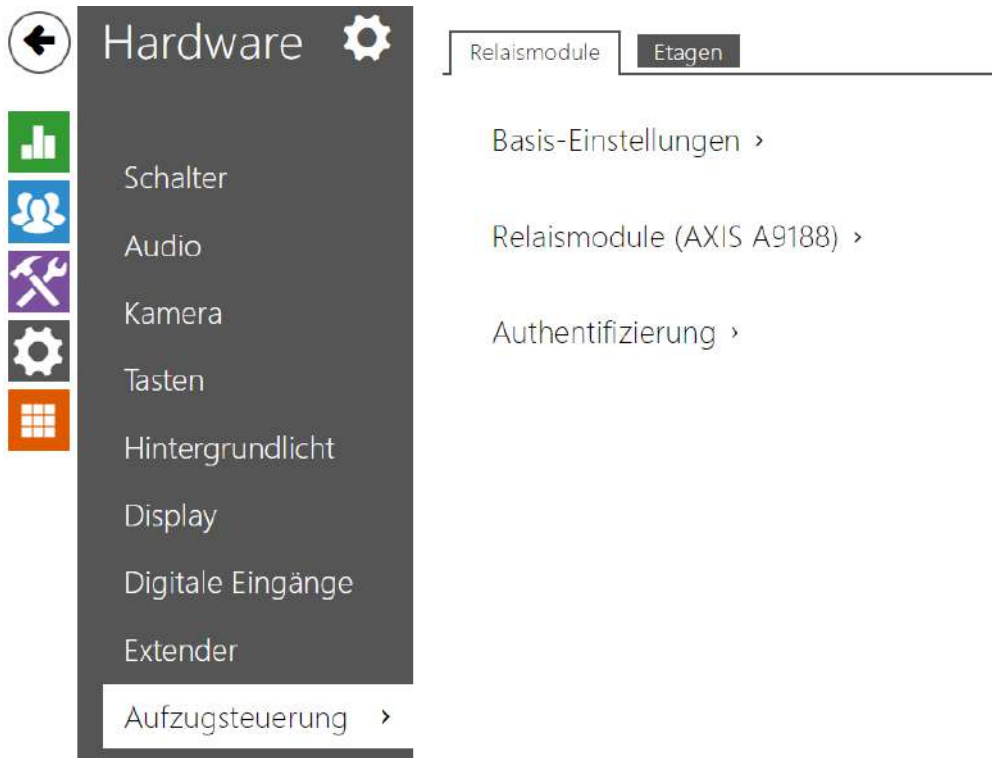 Hardware
Schalter
Audio
Kamera
Tasten
Hintergrundlicht
Display
Digitale Eingänge
Extender
Aufzugsteuerung ›
Relaismodule
Etagen
Basis-Einstellungen ›
Relaismodule (AXIS A9188) ›
Authentifizierung ›